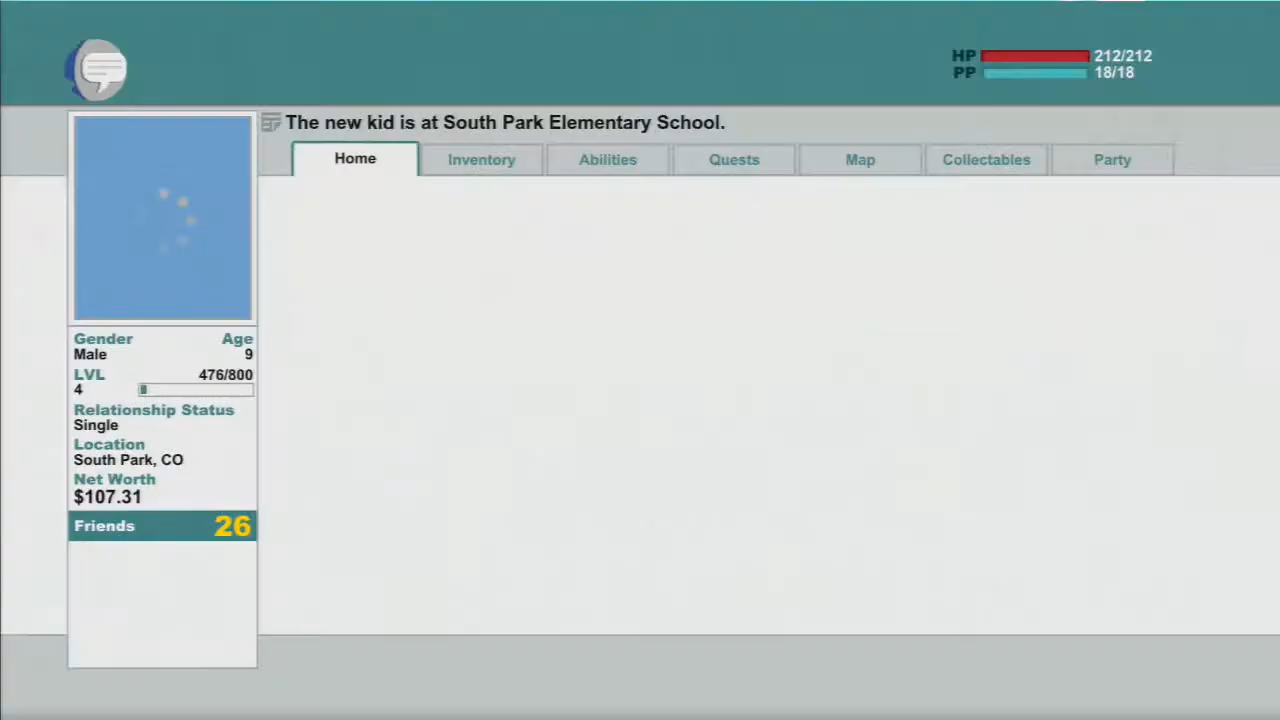 HP 212/212
PP 18/18
The new kid is at South Park Elementary School.
Home Inventory Abilities Quests Map Collectables Party
Gender Age
Male 9
LVL 476/800
4
Relationship Status
Single
Location
South Park, CO
Net Worth
$107.31
Friends 26